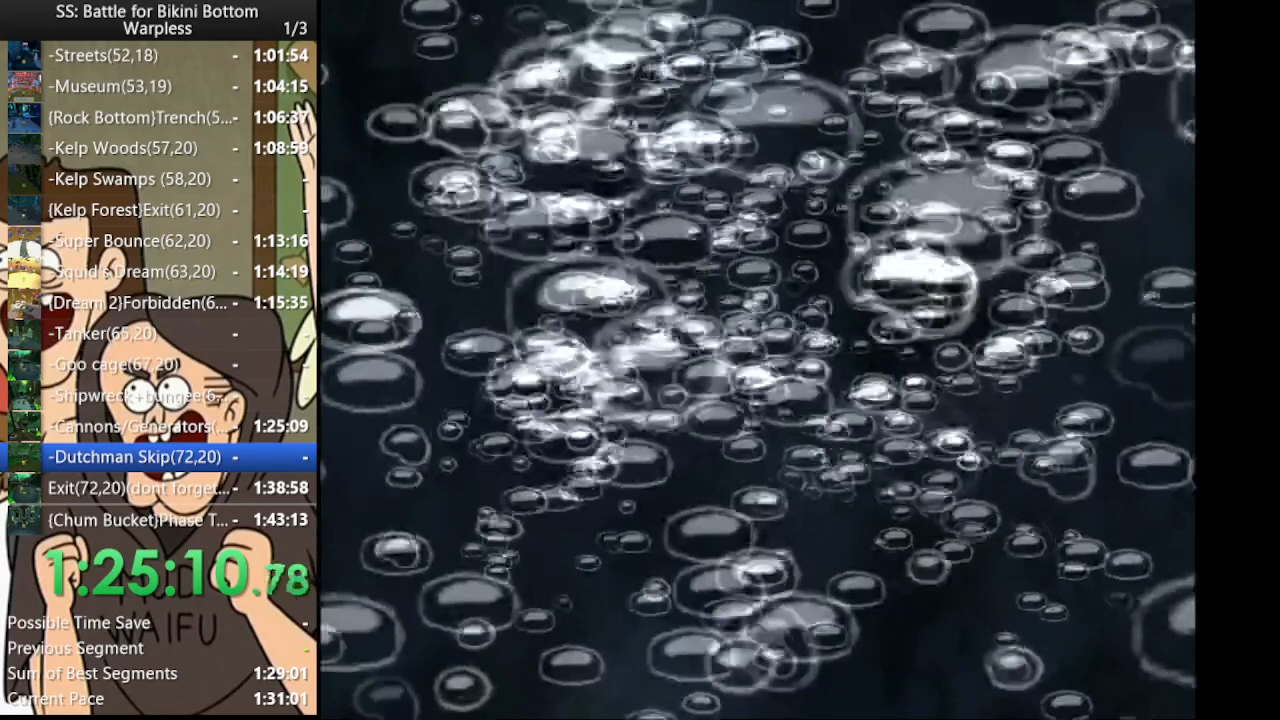 SS: Battle for Bikini Bottom
Warpless 1/3
-Streets(52,18) - 1:01:54
-Museum(53,19) - 1:04:15
{Rock Bottom}Trench(5...- 1:06:37
-Kelp Woods(57,20) - 1:08:59
-Kelp Swamps (58,20) - -
{Kelp Forest}Exit(61,20) - -
-Super Bounce(62,20) - 1:13:16
-Squid's Dream(63,20) - 1:14:19
{Dream 2}Forbidden(6...- 1:15:35
-Tanker(65,20) - -
-Goo cage(67,20) - -
-Shipwreck+bungee(6...- -
-Cannons/Generators(...- 1:25:09
-Dutchman Skip(72,20) - -
Exit(72,20)(dont forget...- 1:38:58
{Chum Bucket}Phase T...- 1:43:13
1:25:10.78
WAIFU
Possible Time Save -
Previous Segment -
Sum of Best Segments 1:29:01
Current Pace 1:31:01